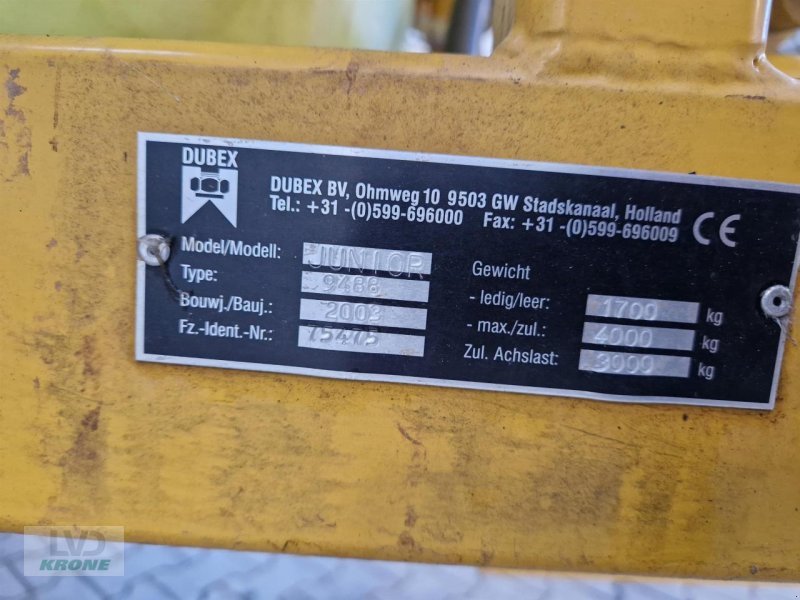 DUBEX
DUBEX BV, Ohmweg 10 9503 GW Stadskanaal, Holland
Tel.: +31 -(0)599-696000 Fax: +31 -(0)599-696009
CE
Model/Modell: JUNIOR
Type: 9488
Bouwj./Bauj.: 2003
Fz.-Ident.-Nr.: 75475
Gewicht
- ledig/leer: 1700 kg
- max./zul.: 4000 kg
Zul. Achslast: 3000 kg
LVD
KRONE